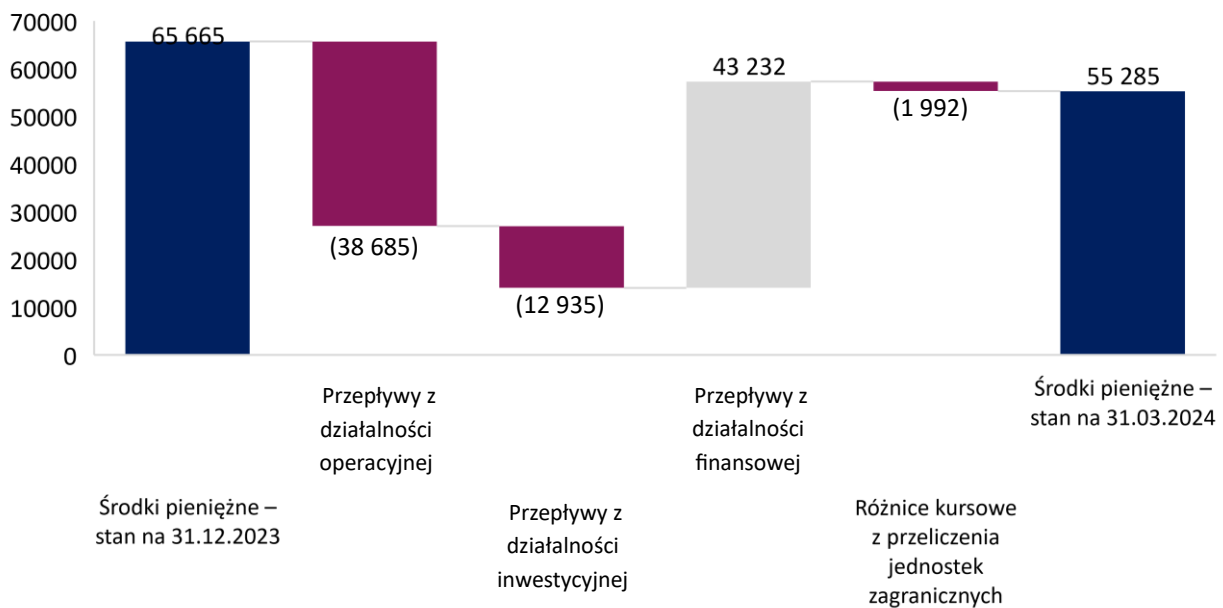 70000
60000
50000
40000
30000
20000
10000
0
65 665
(38 685)
(12 935)
43 232
(1 992)
55 285
Środki pieniężne –
stan na 31.12.2023
Przepływy z
działalności
operacyjnej
Przepływy z
działalności
inwestycyjnej
Przepływy z
działalności
finansowej
Różnice kursowe
z przeliczenia
jednostek
zagranicznych
Środki pieniężne –
stan na 31.03.2024